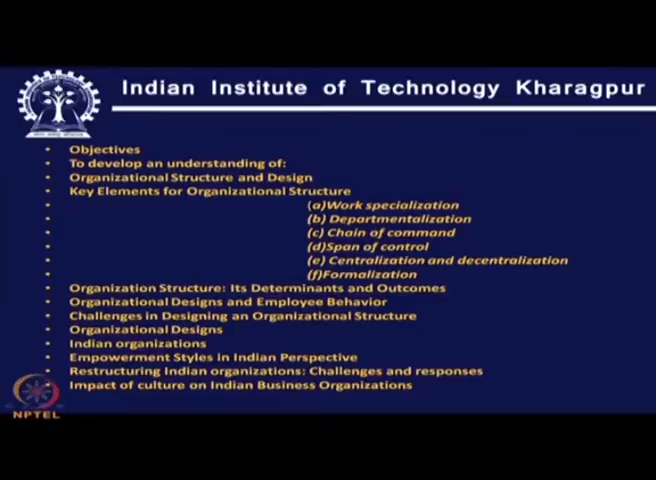 Indian Institute of Technology Kharagpur
• Objectives
• To develop an understanding of:
• Organizational Structure and Design
• Key Elements for Organizational Structure
• (a)Work specialization
• (b) Departmentalization
• (c) Chain of command
• (d)Span of control
• (e) Centralization and decentralization
• (f)Formalization
• Organization Structure: Its Determinants and Outcomes
• Organizational Designs and Employee Behavior
• Challenges in Designing an Organizational Structure
• Organizational Designs
• Indian organizations
• Empowerment Styles in Indian Perspective
• Restructuring Indian organizations: Challenges and responses
• Impact of culture on Indian Business Organizations
NPTEL